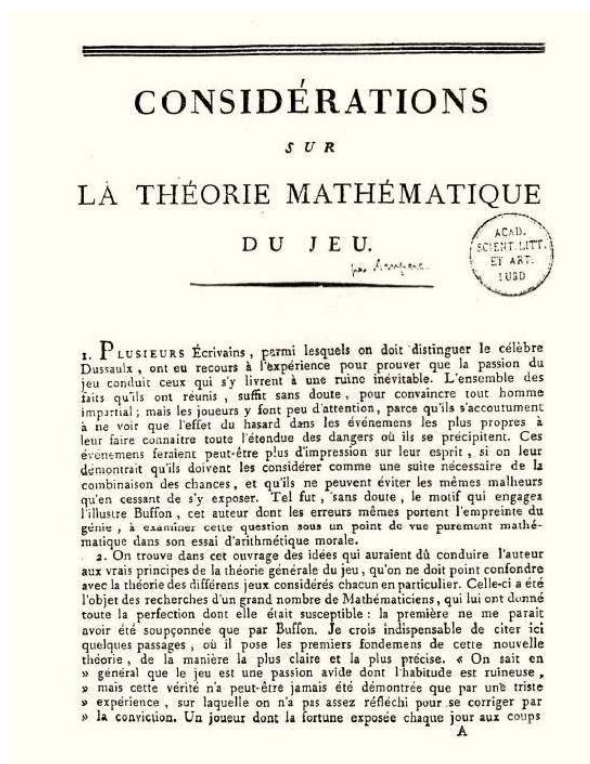 CONSIDÉRATIONS
SUR
LA THÉORIE MATHÉMATIQUE
DU JEU.
par Ampère.
ACAD.
SCIENT. LITT.
ET ART.
LUGD
1. PLUSIEURS Écrivains, parmi lesquels on doit distinguer le célèbre
Dussaulx, ont eu recours à l'expérience pour prouver que la passion du
jeu conduit ceux qui s'y livrent à une ruine inévitable. L'ensemble des
faits qu'ils ont réunis, suffit sans doute, pour convaincre tout homme
impartial; mais les joueurs y font peu d'attention, parce qu'ils s'accoutument
à ne voir que l'effet du hasard dans les événemens les plus propres à
leur faire connaitre toute l'étendue des dangers où ils se précipitent. Ces
événemens feraient peut-être plus d'impression sur leur esprit, si on leur
démontrait qu'ils doivent les considérer comme une suite nécessaire de la
combinaison des chances, et qu'ils ne peuvent éviter les mêmes malheurs
qu'en cessant de s'y exposer. Tel fut, sans doute, le motif qui engagea
l'illustre Buffon, cet auteur dont les erreurs mêmes portent l'empreinte du
génie, à examiner cette question sous un point de vue purement mathé-
matique dans son essai d'arithmétique morale.
2. On trouve dans cet ouvrage des idées qui auraient dû conduire l'auteur
aux vrais principes de la théorie générale du jeu, qu'on ne doit point confondre
avec la théorie des différens jeux considérés chacun en particulier. Celle-ci a été
l'objet des recherches d'un grand nombre de Mathématiciens, qui lui ont donné
toute la perfection dont elle était susceptible: la première ne me parait
avoir été soupçonnée que par Buffon. Je crois indispensable de citer ici
quelques passages, où il pose les premiers fondemens de cette nouvelle
théorie, de la manière la plus claire et la plus précise. « On sait en
» général que le jeu est une passion avide dont l'habitude est ruineuse,
» mais cette vérité n'a peut-être jamais été démontrée que par une triste
» expérience, sur laquelle on n'a pas assez réfléchi pour se corriger par
» la conviction. Un joueur dont la fortune exposée chaque jour aux coups
A